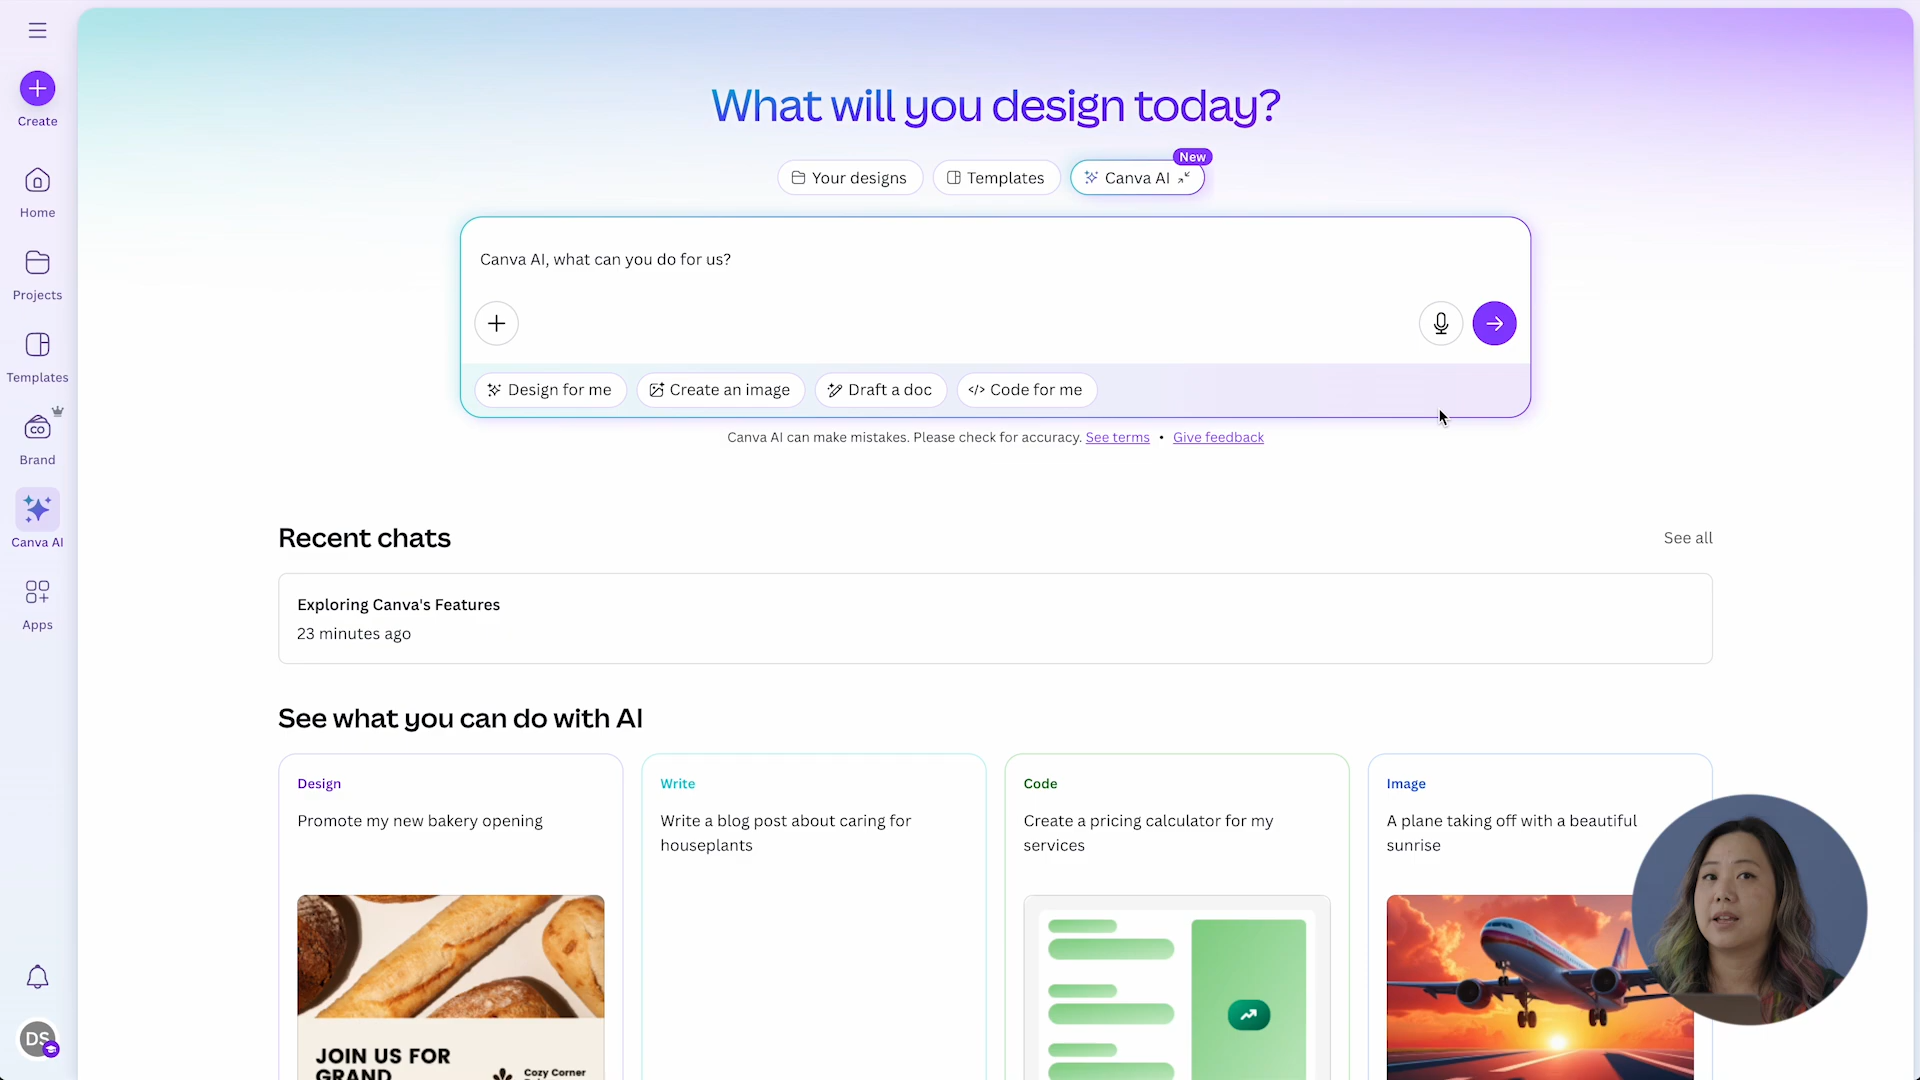 Create
Home
Projects
Templates
CO
Brand
Canva AI
Apps
DS
What will you design today?
Your designs
Templates
Canva AI
New
Canva AI, what can you do for us?
Design for me
Create an image
Draft a doc
</> Code for me
Canva AI can make mistakes. Please check for accuracy. See terms • Give feedback
Recent chats
See all
Exploring Canva's Features
23 minutes ago
See what you can do with AI
Design
Promote my new bakery opening
JOIN US FOR
GRAND
Cozy Corner
Write
Write a blog post about caring for
houseplants
Code
Create a pricing calculator for my
services
Image
A plane taking off with a beautiful
sunrise